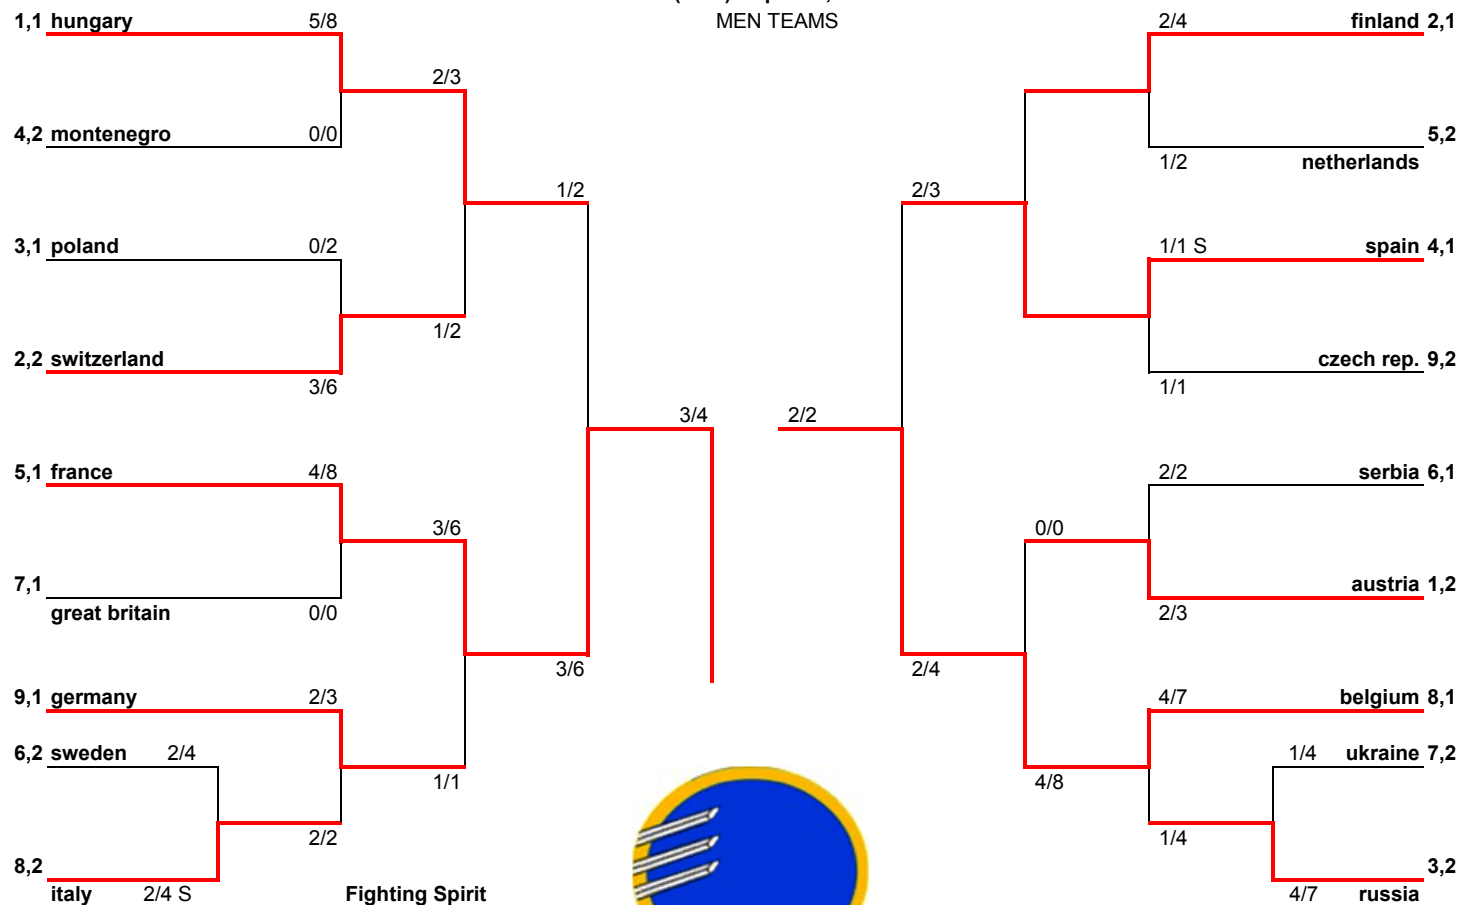 MEN TEAMS
1,1 hungary 5/8
2/4 finland 2,1
2/3
4,2 montenegro 0/0
5,2
1/2 netherlands
1/2
2/3
3,1 poland 0/2
1/1 S spain 4,1
1/2
2,2 switzerland
3/6
czech rep. 9,2
1/1
3/4
2/2
5,1 france 4/8
2/2 serbia 6,1
3/6
0/0
7,1
great britain 0/0
austria 1,2
2/3
3/6
2/4
9,1 germany 2/3
4/7 belgium 8,1
6,2 sweden 2/4
1/4 ukraine 7,2
1/1
4/8
2/2
1/4
8,2
italy 2/4 S
3,2
4/7 russia
Fighting Spirit